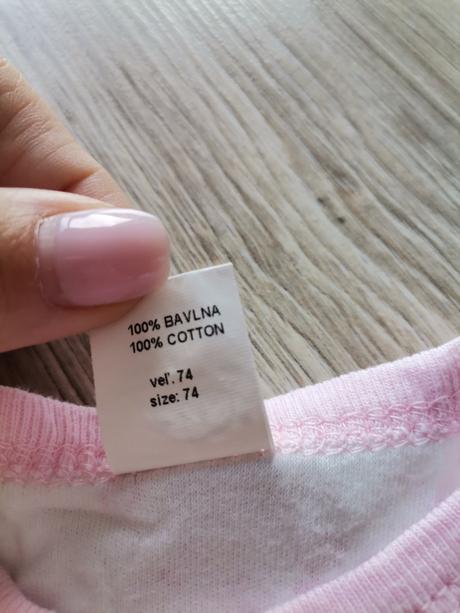 100% BAVLNA
100% COTTON
veľ. 74
size: 74